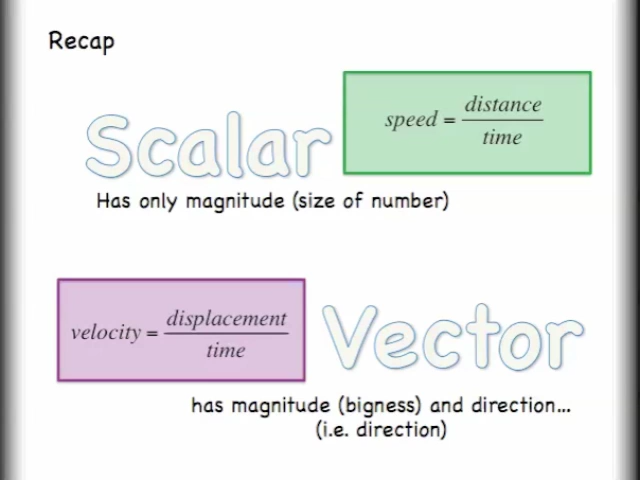 Recap
Scalar
speed = distance / time
Has only magnitude (size of number)
velocity = displacement / time
Vector
has magnitude (bigness) and direction...
(i.e. direction)